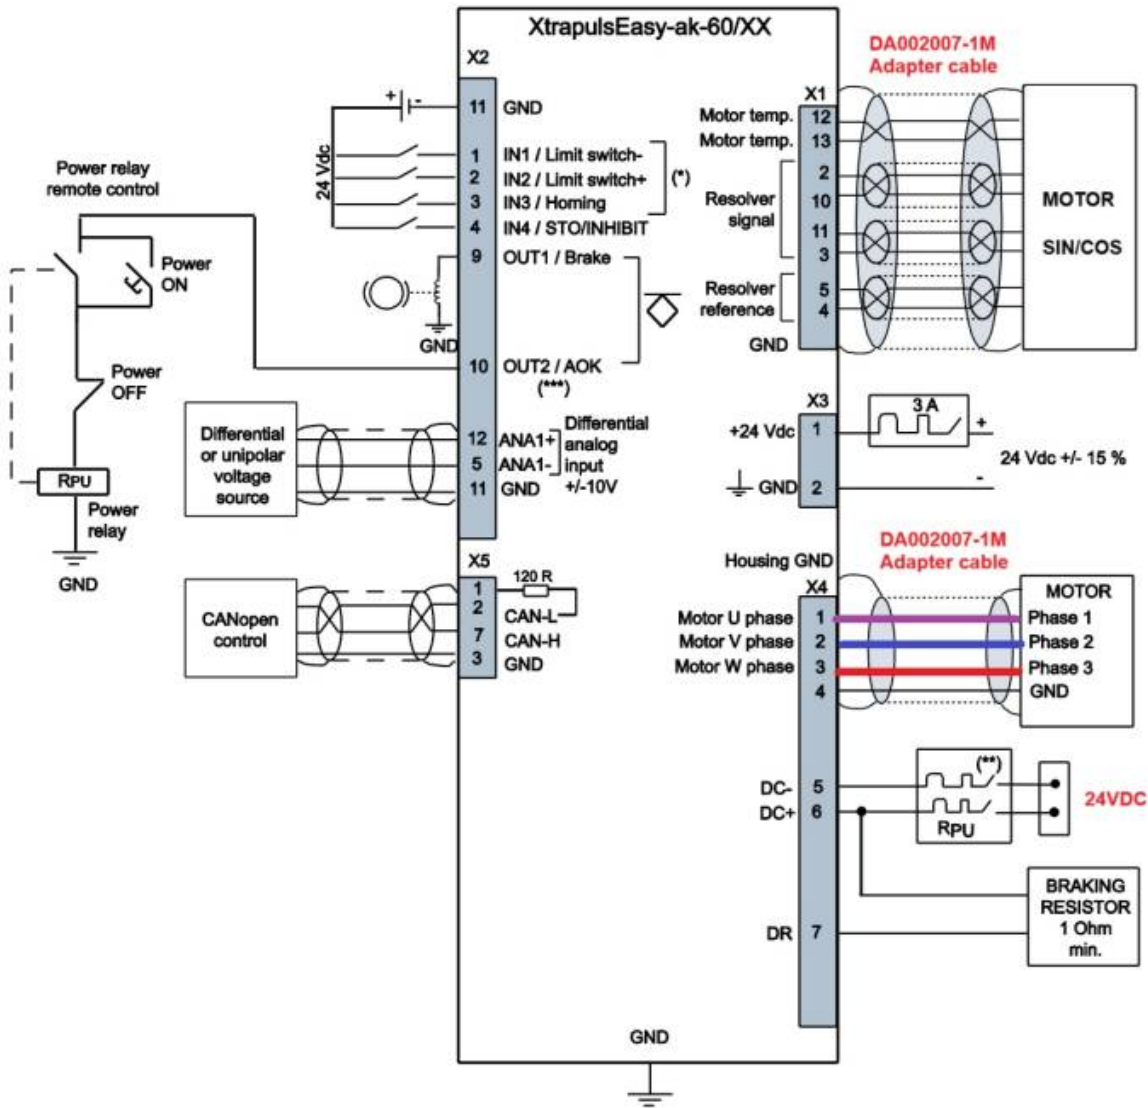 XtrapulsEasy-ak-60/XX
X2
+ -
11 GND
24 Vdc
1 IN1 / Limit switch-
2 IN2 / Limit switch+
3 IN3 / Homing
(*)
4 IN4 / STO/INHIBIT
9 OUT1 / Brake
GND
10 OUT2 / AOK
(***)
Power relay
remote control
Power
ON
Power
OFF
RPU
Power
relay
GND
Differential
or unipolar
voltage
source
12 ANA1+
5 ANA1-
11 GND
Differential
analog
input
+/-10V
X5
CANopen
control
1
120 R
2 CAN-L
7 CAN-H
3 GND
DA002007-1M
Adapter cable
X1
Motor temp. 12
Motor temp. 13
Resolver
signal
2
10
11
3
Resolver
reference
5
4
GND
MOTOR
SIN/COS
X3
+24 Vdc 1
3 A
+
24 Vdc +/- 15 %
GND 2
-
DA002007-1M
Adapter cable
Housing GND
X4
MOTOR
Motor U phase 1 Phase 1
Motor V phase 2 Phase 2
Motor W phase 3 Phase 3
4 GND
(**)
DC- 5
DC+ 6
RPU
24VDC
BRAKING
RESISTOR
1 Ohm
min.
DR 7
GND